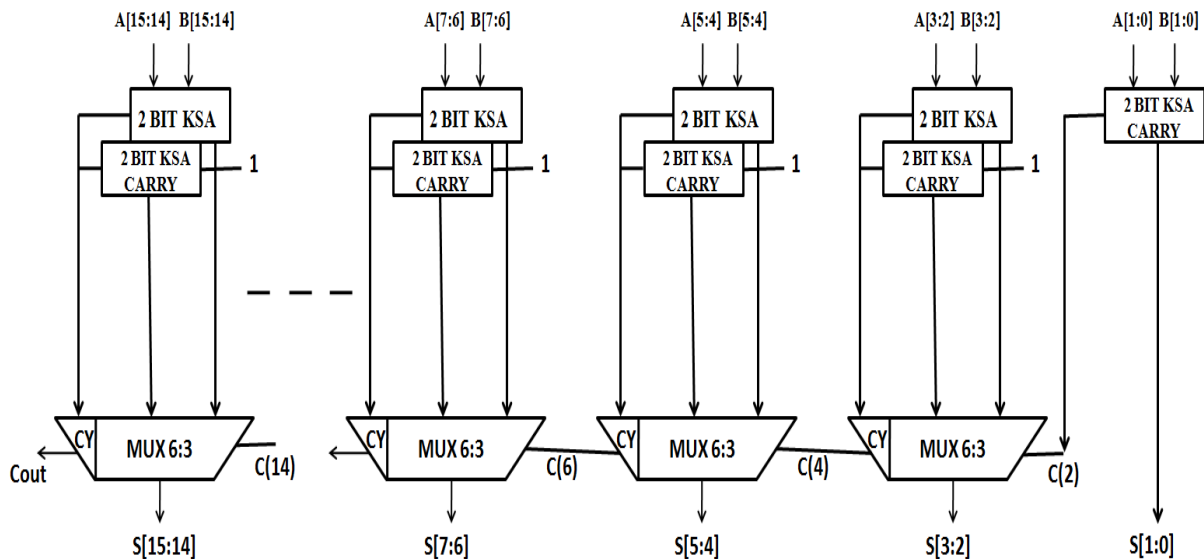 A[15:14] B[15:14] A[7:6] B[7:6] A[5:4] B[5:4] A[3:2] B[3:2] A[1:0] B[1:0]
2 BIT KSA 2 BIT KSA 2 BIT KSA 2 BIT KSA 2 BIT KSA
CARRY
2 BIT KSA 1 2 BIT KSA 1 2 BIT KSA 1 2 BIT KSA 1
CARRY CARRY CARRY CARRY
CY MUX 6:3 CY MUX 6:3 CY MUX 6:3 CY MUX 6:3
Cout C(14) C(6) C(4) C(2)
S[15:14] S[7:6] S[5:4] S[3:2] S[1:0]